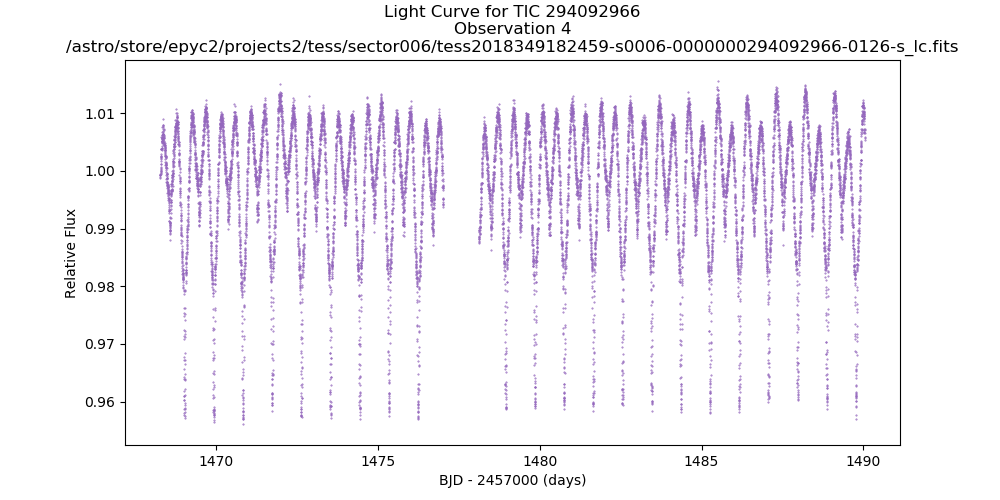 Light Curve for TIC 294092966
Observation 4
/astro/store/epyc2/projects2/tess/sector006/tess2018349182459-s0006-0000000294092966-0126-s_lc.fits
1.01
1.00
0.99
0.98
0.97
0.96
Relative Flux
1470
1475
1480
1485
1490
BJD - 2457000 (days)